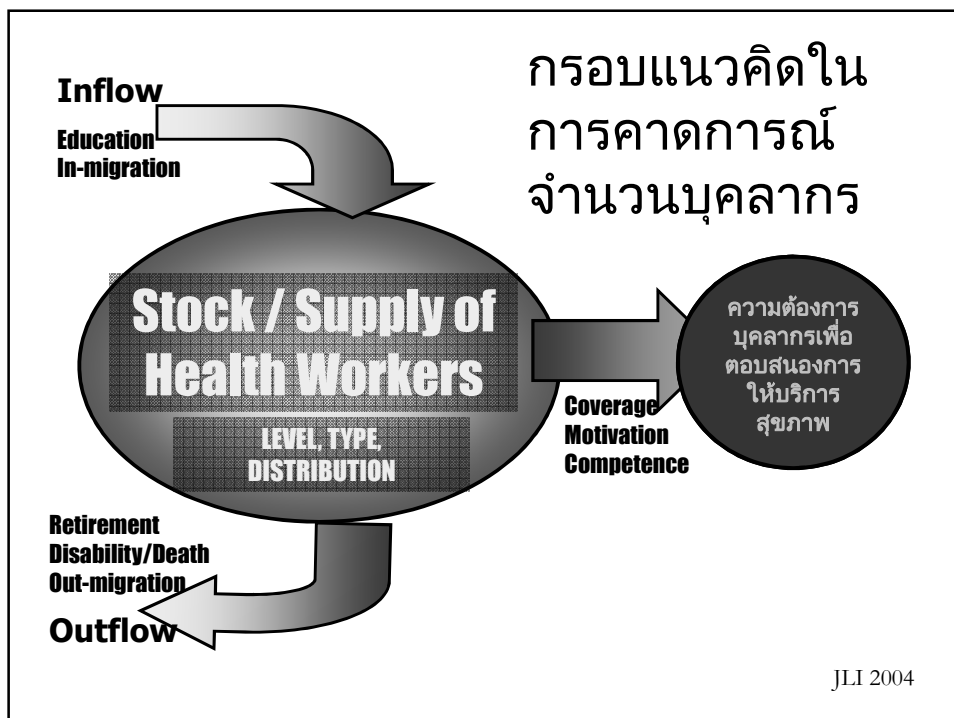 กรอบแนวคิดใน
การคาดการณ์
จำนวนบุคลากร
Inflow
Education
In-migration
Stock / Supply of
Health Workers
LEVEL, TYPE,
DISTRIBUTION
Coverage
Motivation
Competence
ความต้องการ
บุคลากรเพื่อ
ตอบสนองการ
ให้บริการ
สุขภาพ
Retirement
Disability/Death
Out-migration
Outflow
JLI 2004